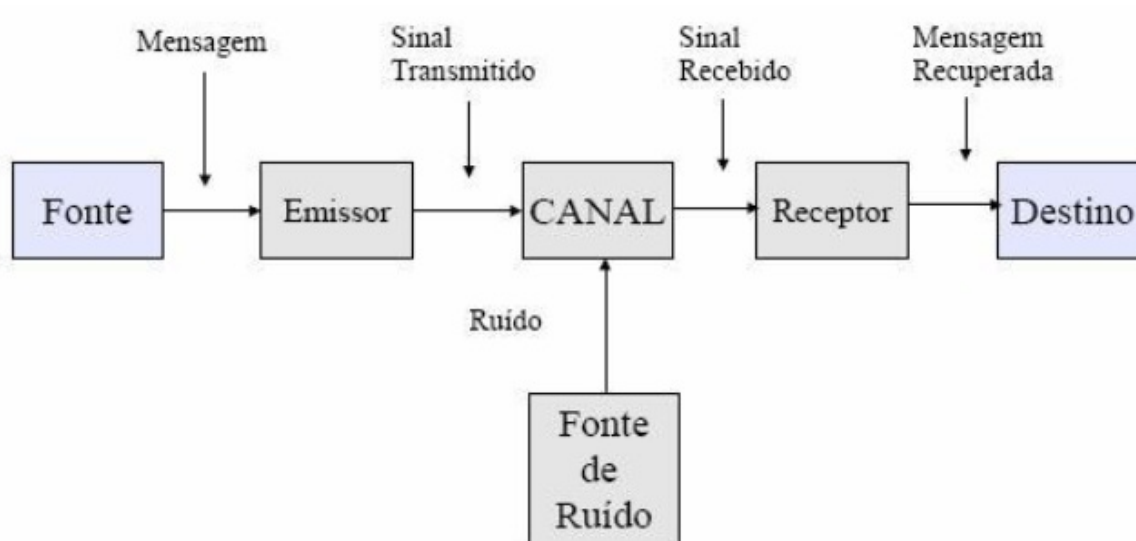 Mensagem
Sinal
Transmitido
Sinal
Recebido
Mensagem
Recuperada
Fonte
Emissor
CANAL
Receptor
Destino
Ruído
Fonte
de
Ruído